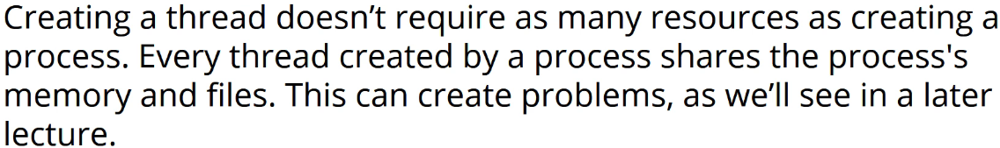 Creating a thread doesn’t require as many resources as creating a
process. Every thread created by a process shares the process's
memory and files. This can create problems, as we’ll see in a later
lecture.